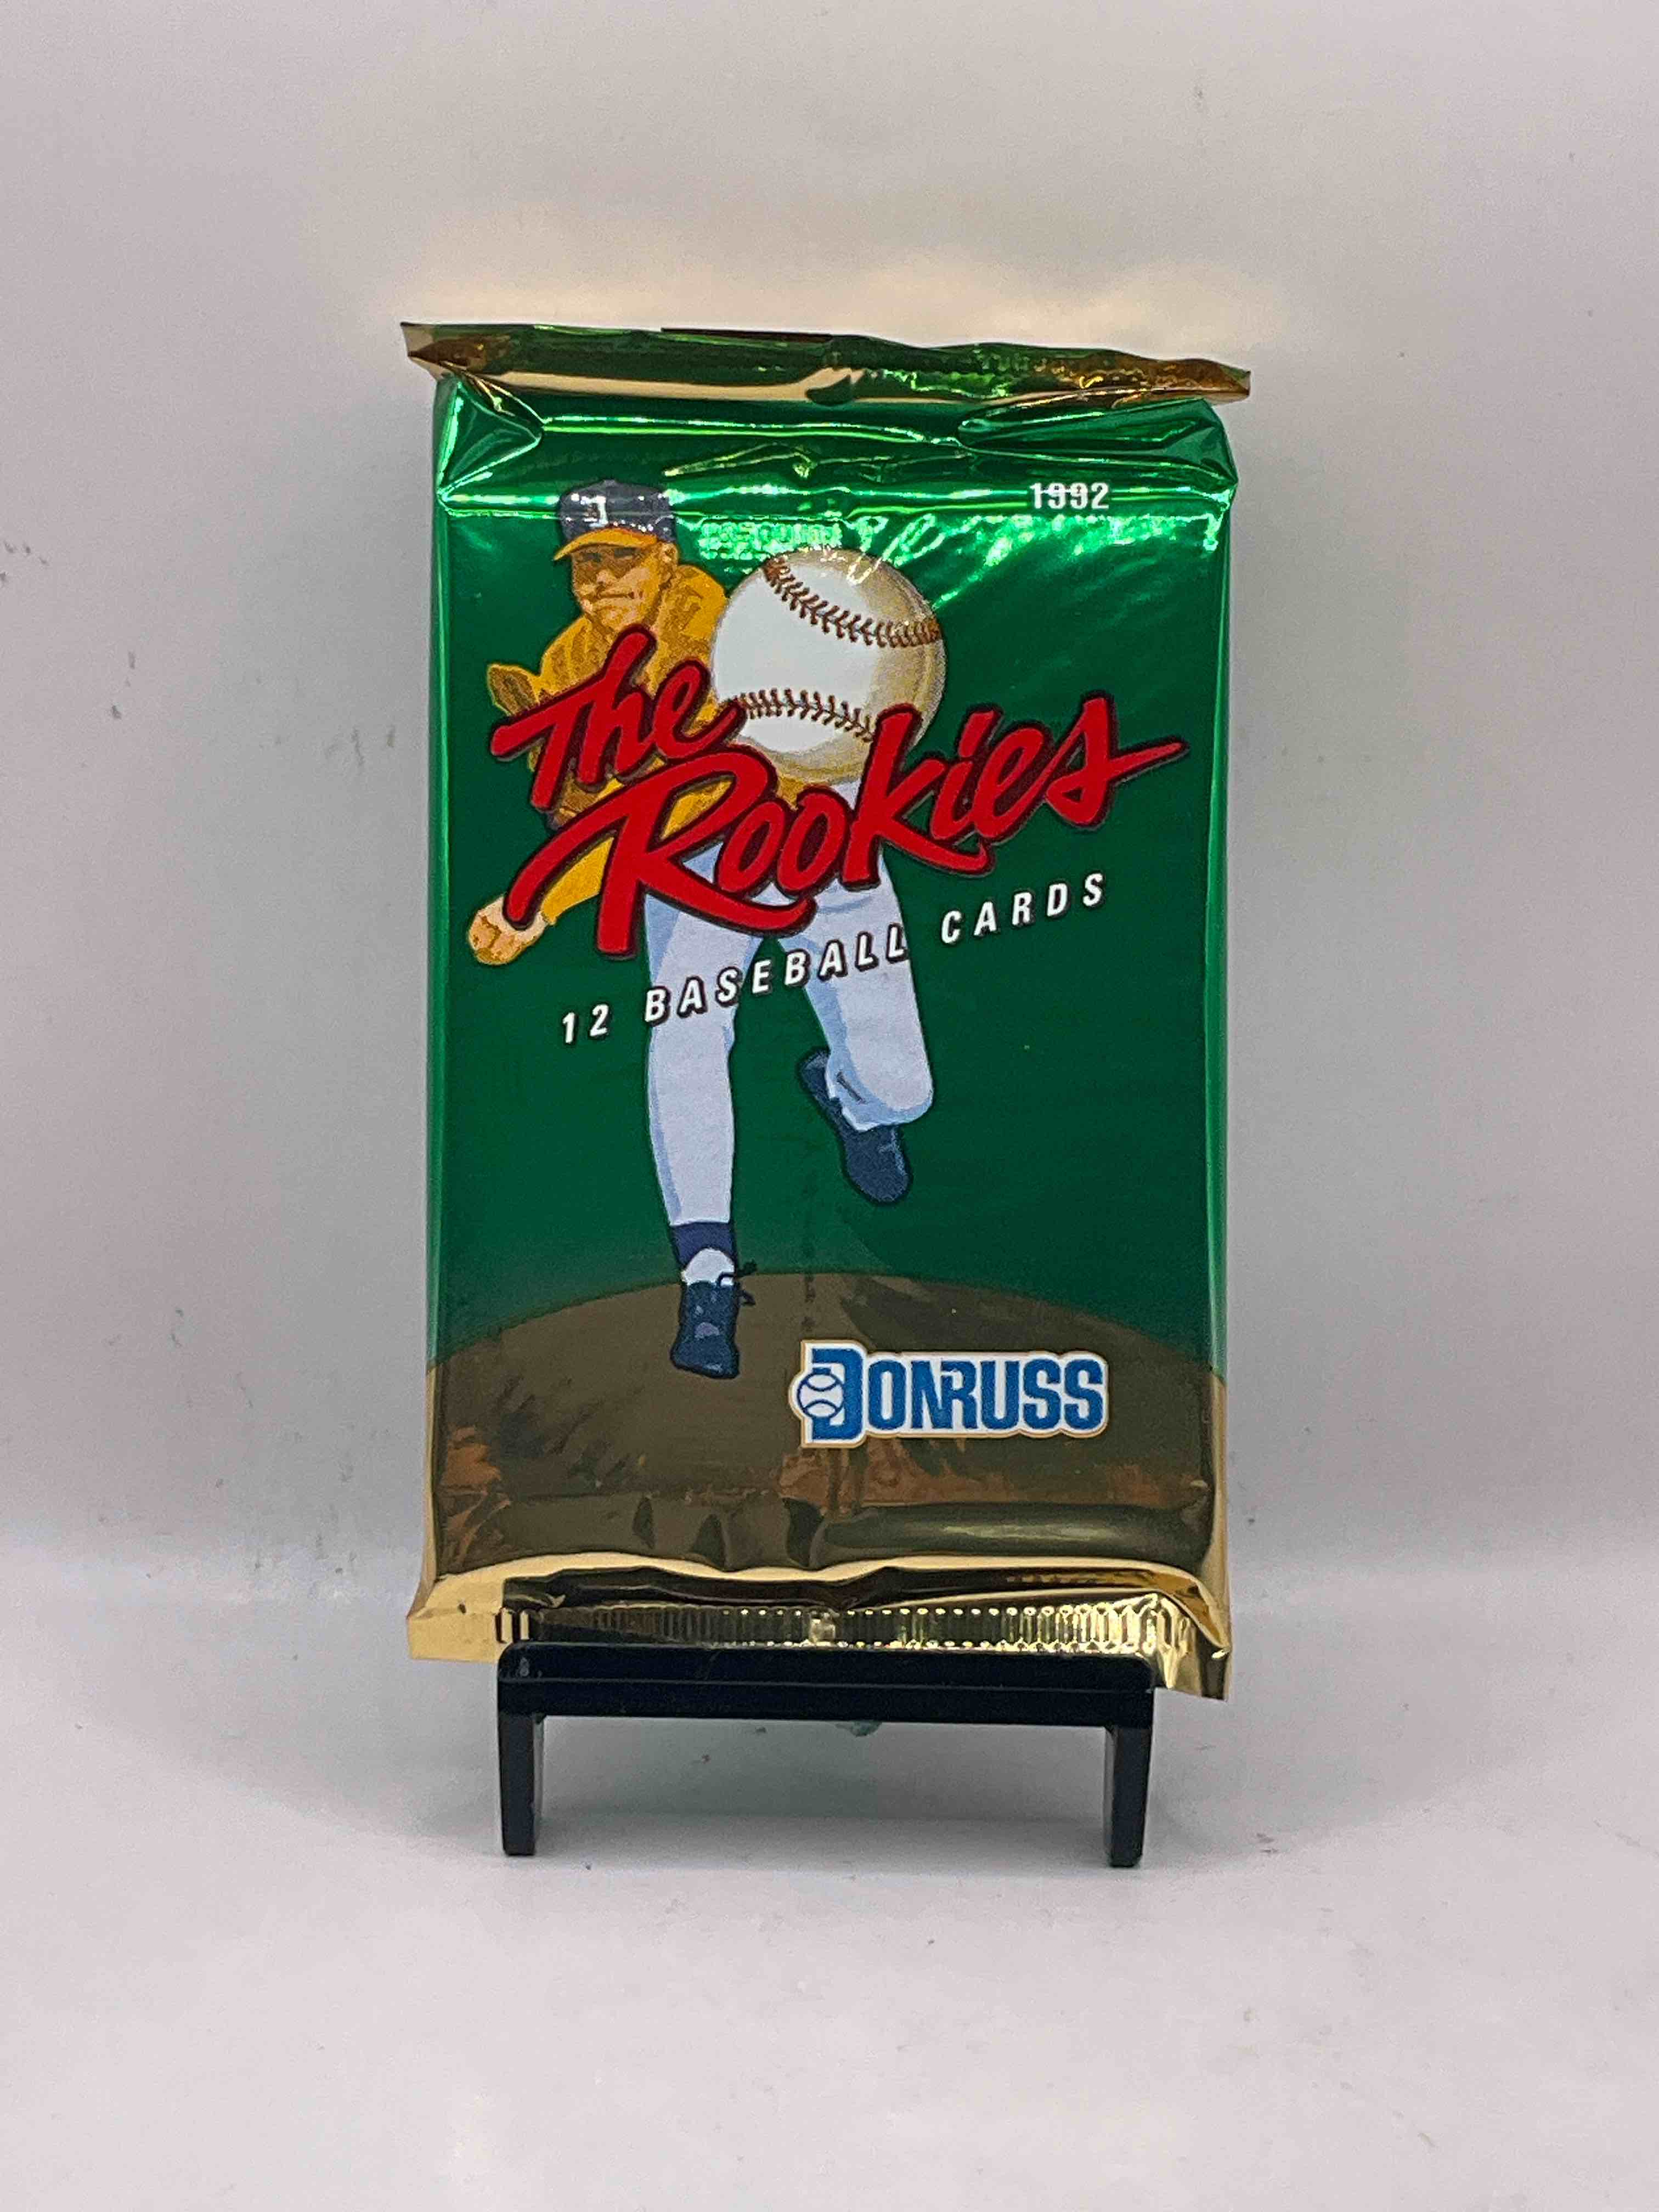 1992
The
Rookies
12 BASEBALL CARDS
DONRUSS